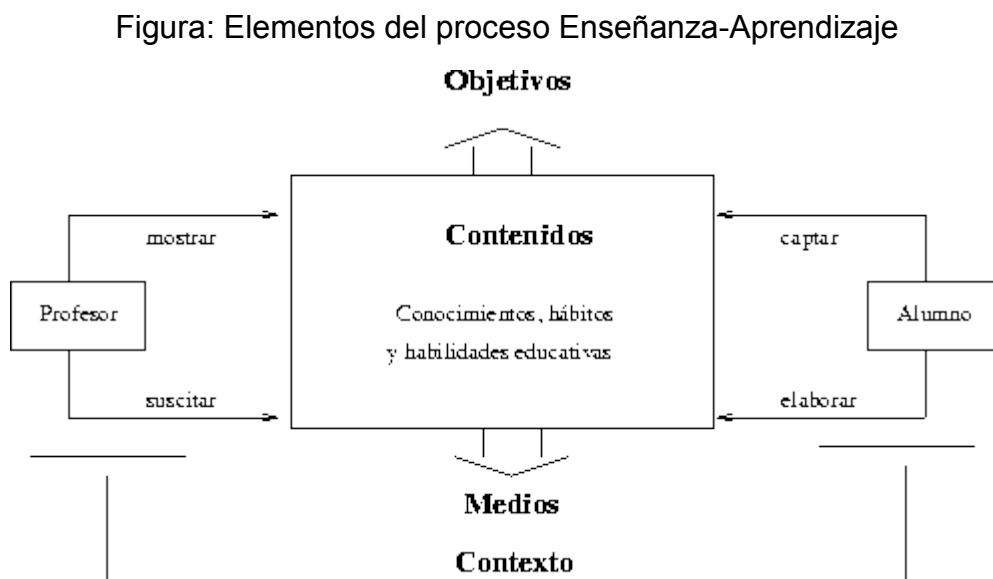 Figura: Elementos del proceso Enseñanza-Aprendizaje
Objetivos
mostrar
Contenidos
captar
Profesor
Conocimientos, hábitos
y habilidades educativas
Alumno
suscitar
elaborar
Medios
Contexto